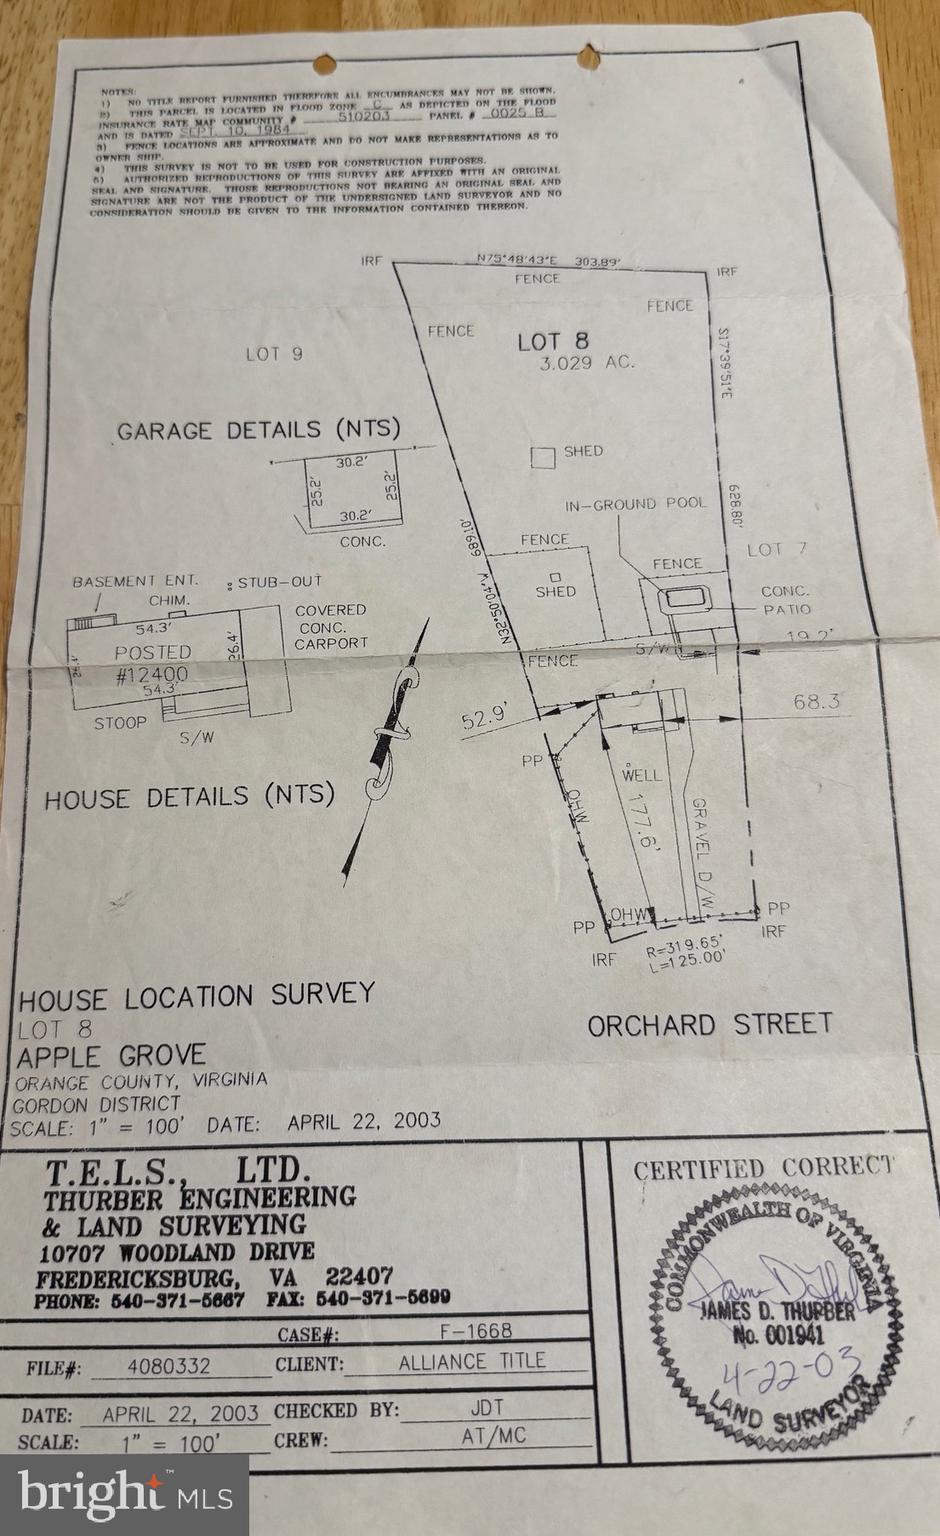 NOTES:
1) NO TITLE REPORT FURNISHED THEREFORE ALL ENCUMBRANCES MAY NOT BE SHOWN.
2) THIS PARCEL IS LOCATED IN FLOOD ZONE C AS DEPICTED ON THE FLOOD
INSURANCE RATE MAP COMMUNITY # 510203 PANEL # 0025 B
AND IS DATED SEPT. 10, 1984
3) FENCE LOCATIONS ARE APPROXIMATE AND DO NOT MAKE REPRESENTATIONS AS TO
OWNER SHIP.
4) THIS SURVEY IS NOT TO BE USED FOR CONSTRUCTION PURPOSES.
5) AUTHORIZED REPRODUCTIONS OF THIS SURVEY ARE AFFIXED WITH AN ORIGINAL
SEAL AND SIGNATURE. THOSE REPRODUCTIONS NOT BEARING AN ORIGINAL SEAL AND
SIGNATURE ARE NOT THE PRODUCT OF THE UNDERSIGNED LAND SURVEYOR AND NO
CONSIDERATION SHOULD BE GIVEN TO THE INFORMATION CONTAINED THEREON.
IRF
N75°48'43"E 303.89'
IRF
FENCE
FENCE
FENCE
LOT 8
3.029 AC.
S17°39'51"E
628.80'
LOT 9
GARAGE DETAILS (NTS)
30.2'
25.2'
25.2'
30.2'
CONC.
SHED
IN-GROUND POOL
FENCE
FENCE
LOT 7
SHED
CONC.
PATIO
689.10'
N32°50'04"W
19.2'
S/W
FENCE
BASEMENT ENT.
STUB-OUT
CHIM.
54.3'
COVERED
CONC.
CARPORT
26.4'
POSTED
#12400
54.3'
STOOP
S/W
HOUSE DETAILS (NTS)
52.9'
68.3
PP
WELL
177.6'
OHW
GRAVEL D/W
OHW
PP
PP
IRF
IRF
R=319.65'
L=125.00'
ORCHARD STREET
HOUSE LOCATION SURVEY
LOT 8
APPLE GROVE
ORANGE COUNTY, VIRGINIA
GORDON DISTRICT
SCALE: 1" = 100' DATE: APRIL 22, 2003
T.E.L.S., LTD.
THURBER ENGINEERING
& LAND SURVEYING
10707 WOODLAND DRIVE
FREDERICKSBURG, VA 22407
PHONE: 540-371-5667 FAX: 540-371-5699
CASE#: F-1668
FILE#: 4080332 CLIENT: ALLIANCE TITLE
DATE: APRIL 22, 2003 CHECKED BY: JDT
SCALE: 1" = 100' CREW: AT/MC
CERTIFIED CORRECT
COMMONWEALTH OF VIRGINIA
JAMES D. THURBER
No. 001941
4-22-03
LAND SURVEYOR
bright MLS